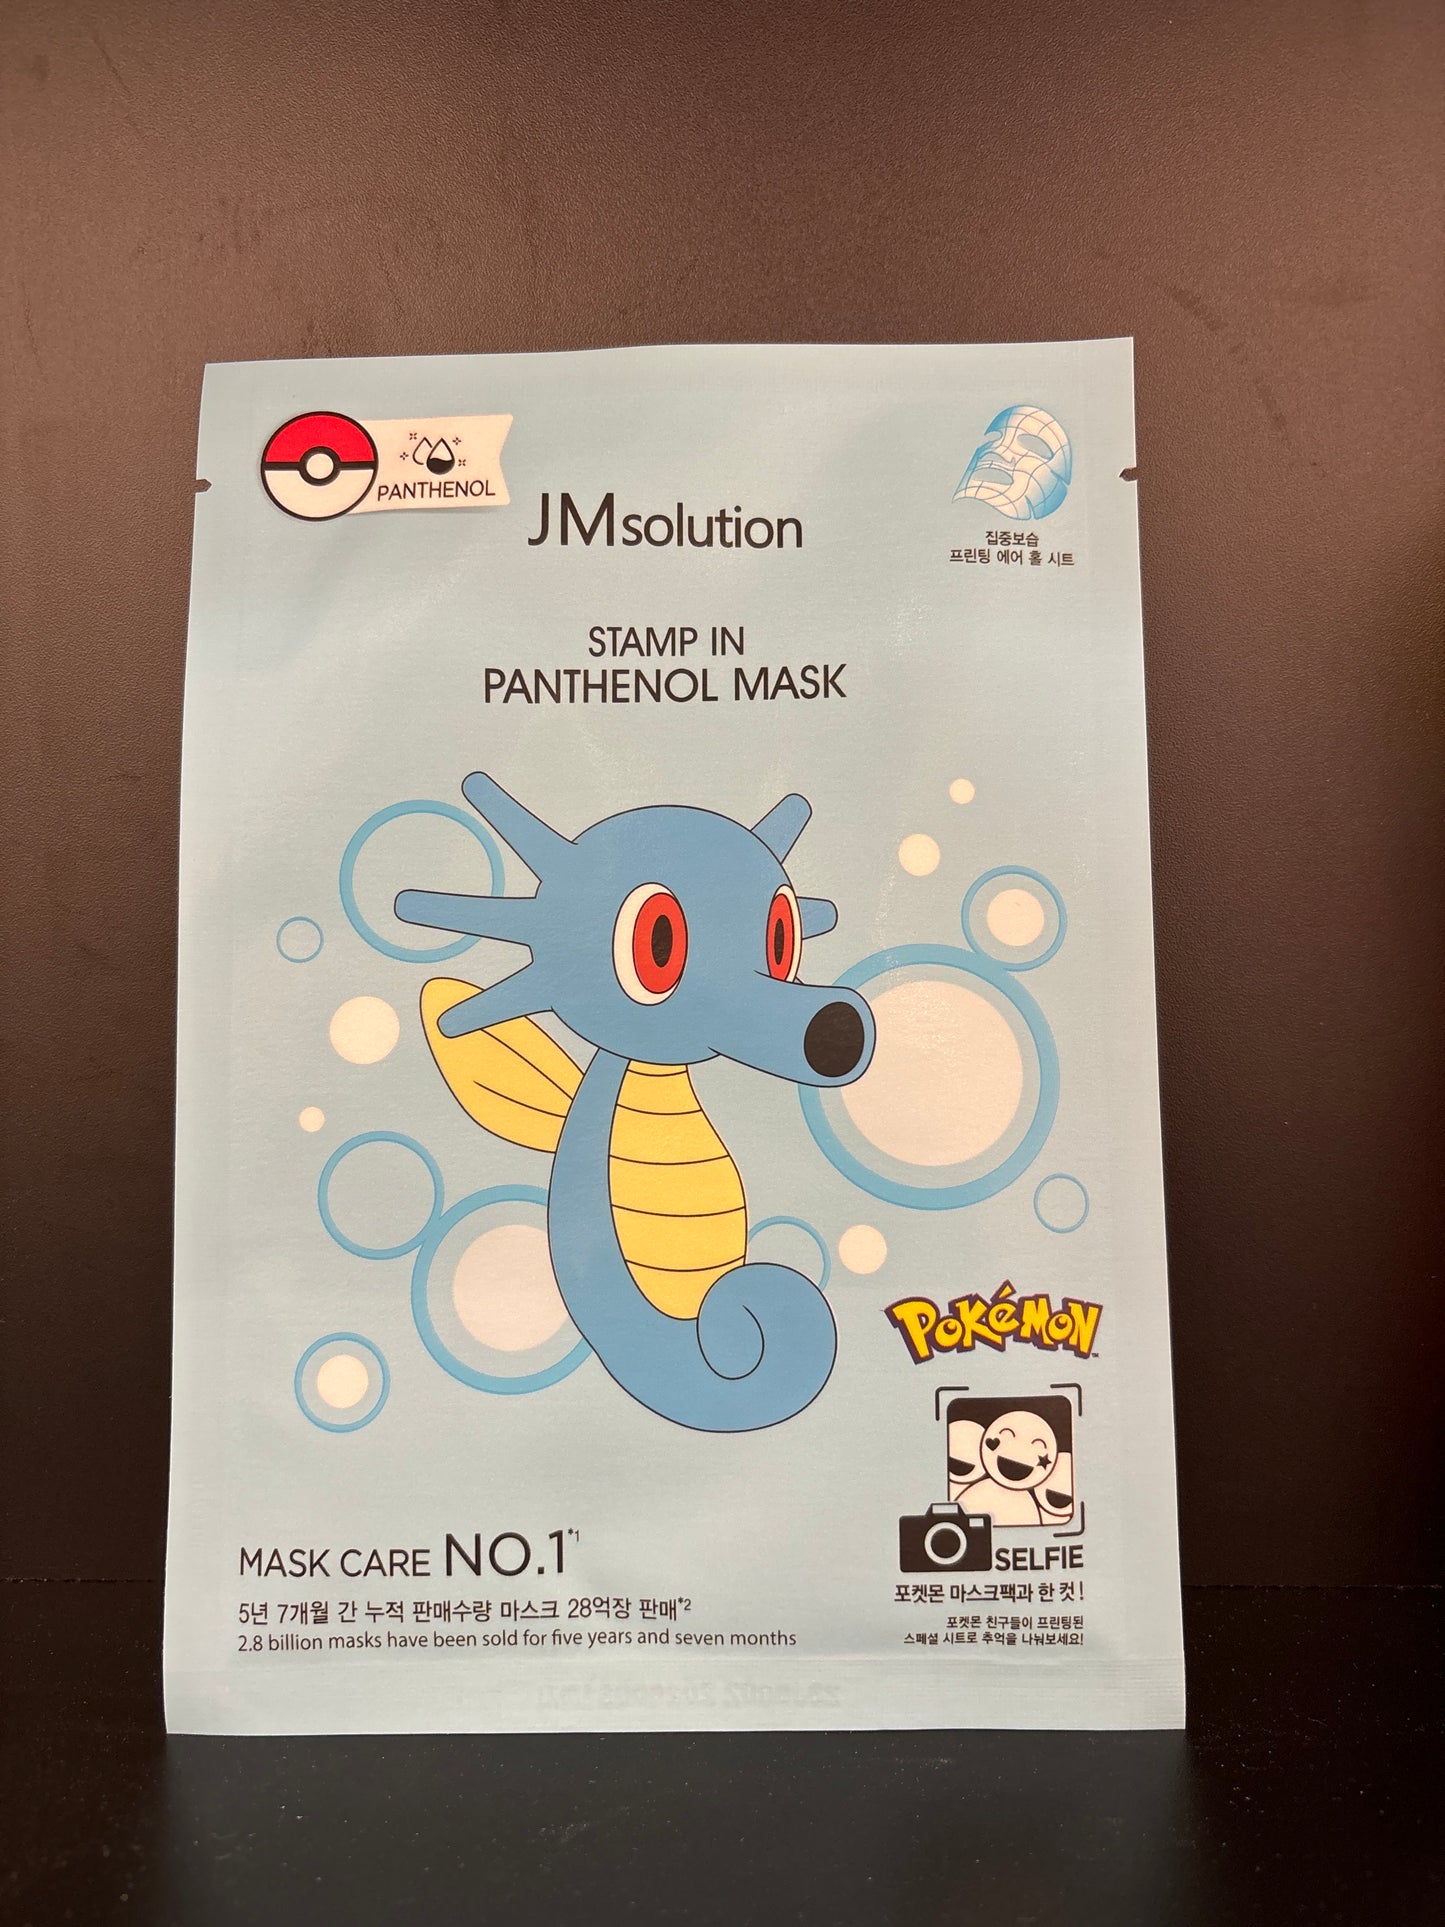 PANTHENOL
JMsolution
집중보습
프린팅 에어 홀 시트
STAMP IN
PANTHENOL MASK
POKéMON™
SELFIE
포켓몬 마스크팩과 한 컷!
포켓몬 친구들이 프린팅된
스페셜 시트로 추억을 나눠보세요!
MASK CARE NO.1*1
5년 7개월 간 누적 판매수량 마스크 28억장 판매*2
2.8 billion masks have been sold for five years and seven months